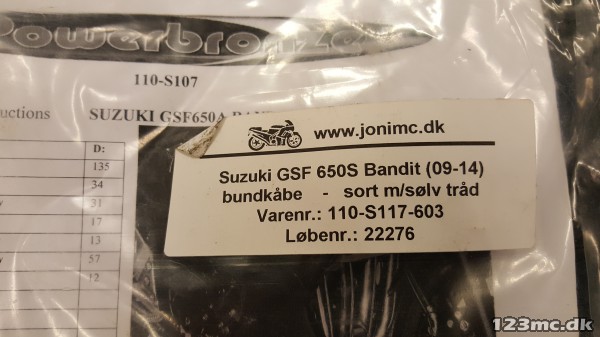 Powerbronze
110-S107
uctions SUZUKI GSF650A BAN
D:
135
34
31
17
13
57
12
www.jonimc.dk
Suzuki GSF 650S Bandit (09-14)
bundkåbe - sort m/sølv tråd
Varenr.: 110-S117-603
Løbenr.: 22276
123mc.dk